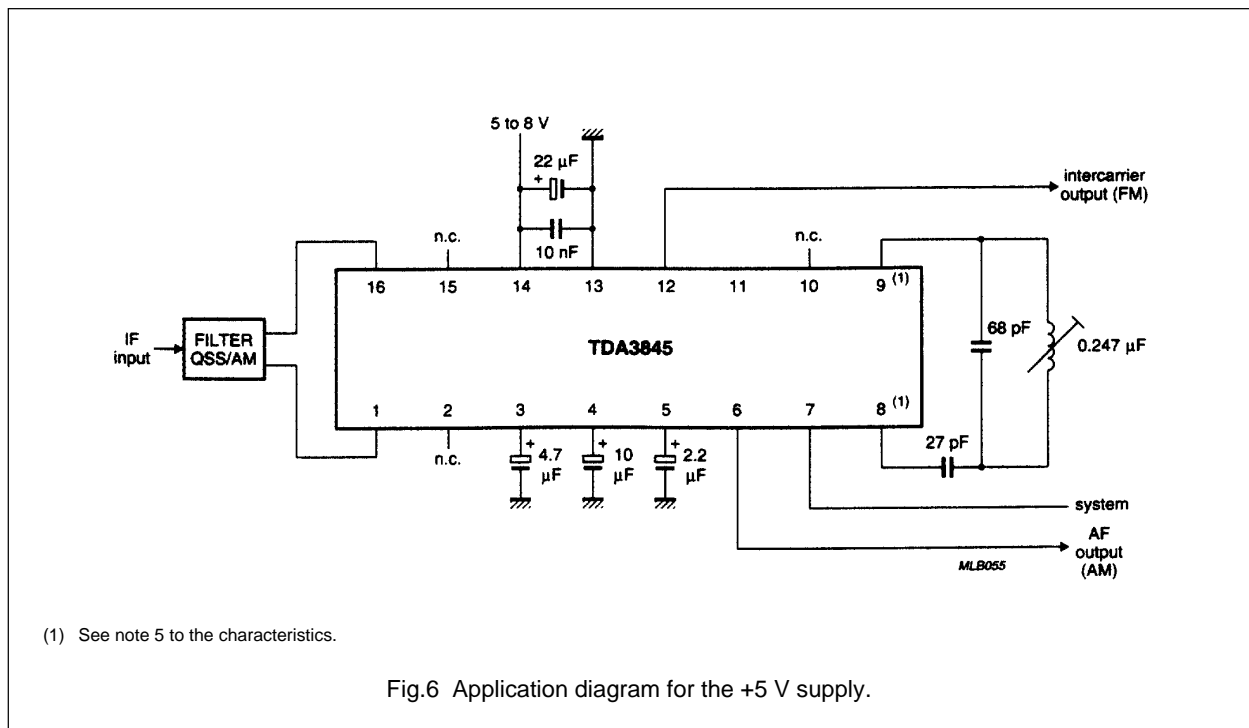 5 to 8 V
22 μF
+
10 nF
n.c.
n.c.
intercarrier
output (FM)
16
15
14
13
12
11
10
9 (1)
IF
input
FILTER
QSS/AM
TDA3845
68 pF
0.247 μF
1
2
3
4
5
6
7
8 (1)
n.c.
+
4.7
μF
+
10
μF
+
2.2
μF
27 pF
system
AF
output
(AM)
MLB055
(1) See note 5 to the characteristics.
Fig.6 Application diagram for the +5 V supply.